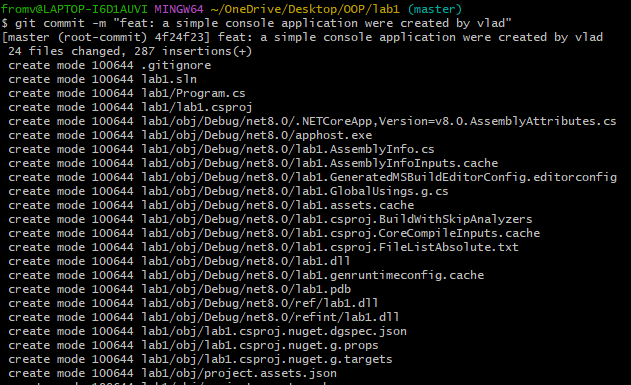 fromv@LAPTOP-I6D1AUVI MINGW64 ~/OneDrive/Desktop/OOP/lab1 (master)
$ git commit -m "feat: a simple console application were created by vlad"
[master (root-commit) 4f24f23] feat: a simple console application were created by vlad
24 files changed, 287 insertions(+)
create mode 100644 .gitignore
create mode 100644 lab1.sln
create mode 100644 lab1/Program.cs
create mode 100644 lab1/lab1.csproj
create mode 100644 lab1/obj/Debug/net8.0/.NETCoreApp,Version=v8.0.AssemblyAttributes.cs
create mode 100644 lab1/obj/Debug/net8.0/apphost.exe
create mode 100644 lab1/obj/Debug/net8.0/lab1.AssemblyInfo.cs
create mode 100644 lab1/obj/Debug/net8.0/lab1.AssemblyInfoInputs.cache
create mode 100644 lab1/obj/Debug/net8.0/lab1.GeneratedMSBuildEditorConfig.editorconfig
create mode 100644 lab1/obj/Debug/net8.0/lab1.GlobalUsings.g.cs
create mode 100644 lab1/obj/Debug/net8.0/lab1.assets.cache
create mode 100644 lab1/obj/Debug/net8.0/lab1.csproj.BuildWithSkipAnalyzers
create mode 100644 lab1/obj/Debug/net8.0/lab1.csproj.CoreCompileInputs.cache
create mode 100644 lab1/obj/Debug/net8.0/lab1.csproj.FileListAbsolute.txt
create mode 100644 lab1/obj/Debug/net8.0/lab1.dll
create mode 100644 lab1/obj/Debug/net8.0/lab1.genruntimeconfig.cache
create mode 100644 lab1/obj/Debug/net8.0/lab1.pdb
create mode 100644 lab1/obj/Debug/net8.0/ref/lab1.dll
create mode 100644 lab1/obj/Debug/net8.0/refint/lab1.dll
create mode 100644 lab1/obj/lab1.csproj.nuget.dgspec.json
create mode 100644 lab1/obj/lab1.csproj.nuget.g.props
create mode 100644 lab1/obj/lab1.csproj.nuget.g.targets
create mode 100644 lab1/obj/project.assets.json